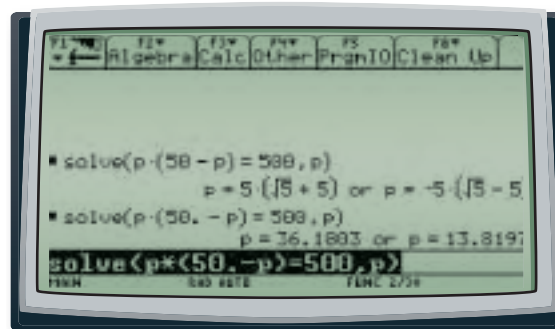 F1 F2 F3 F4 F5 F6
Algebra Calc Other PrgmIO Clean Up
solve(p·(50 - p) = 500, p)
p = 5·(√5 + 5) or p = -5·(√5 - 5
solve(p·(50. - p) = 500, p)
p = 36.1803 or p = 13.8197
solve(p*(50.-p)=500,p)
MAIN RAD AUTO FUNC 2/30